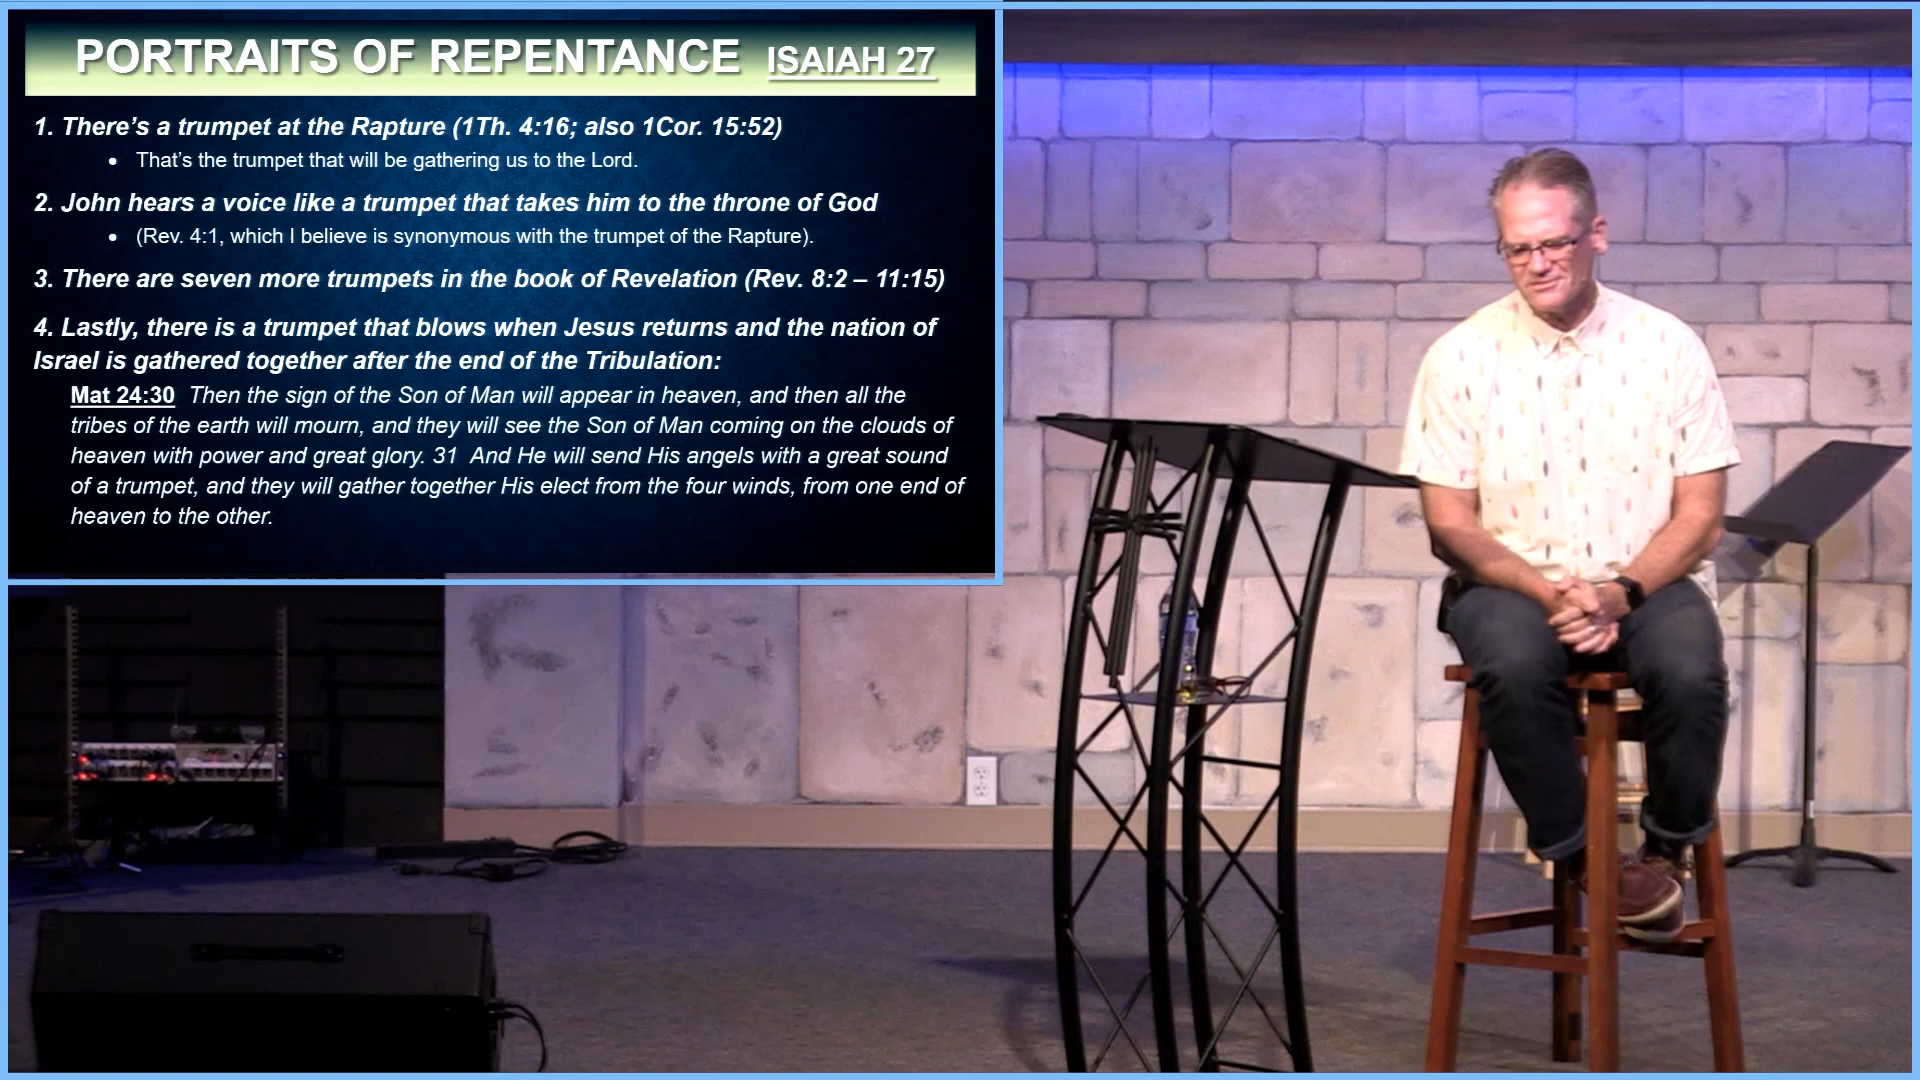 PORTRAITS OF REPENTANCE ISAIAH 27
1. There’s a trumpet at the Rapture (1Th. 4:16; also 1Cor. 15:52)
• That’s the trumpet that will be gathering us to the Lord.
2. John hears a voice like a trumpet that takes him to the throne of God
• (Rev. 4:1, which I believe is synonymous with the trumpet of the Rapture).
3. There are seven more trumpets in the book of Revelation (Rev. 8:2 – 11:15)
4. Lastly, there is a trumpet that blows when Jesus returns and the nation of
Israel is gathered together after the end of the Tribulation:
Mat 24:30 Then the sign of the Son of Man will appear in heaven, and then all the
tribes of the earth will mourn, and they will see the Son of Man coming on the clouds of
heaven with power and great glory. 31 And He will send His angels with a great sound
of a trumpet, and they will gather together His elect from the four winds, from one end of
heaven to the other.